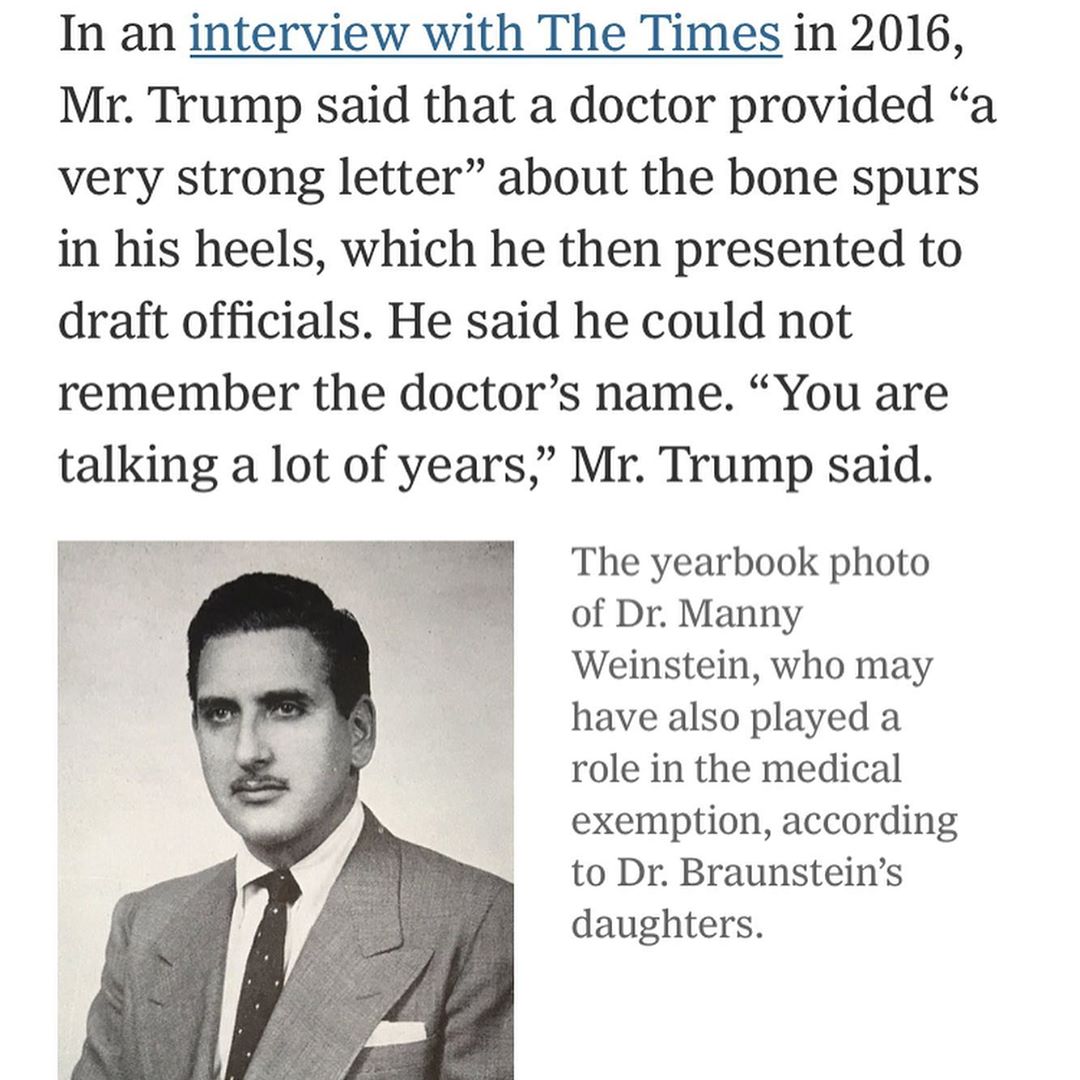 In an interview with The Times in 2016,
Mr. Trump said that a doctor provided “a
very strong letter” about the bone spurs
in his heels, which he then presented to
draft officials. He said he could not
remember the doctor’s name. “You are
talking a lot of years,” Mr. Trump said.
The yearbook photo
of Dr. Manny
Weinstein, who may
have also played a
role in the medical
exemption, according
to Dr. Braunstein’s
daughters.